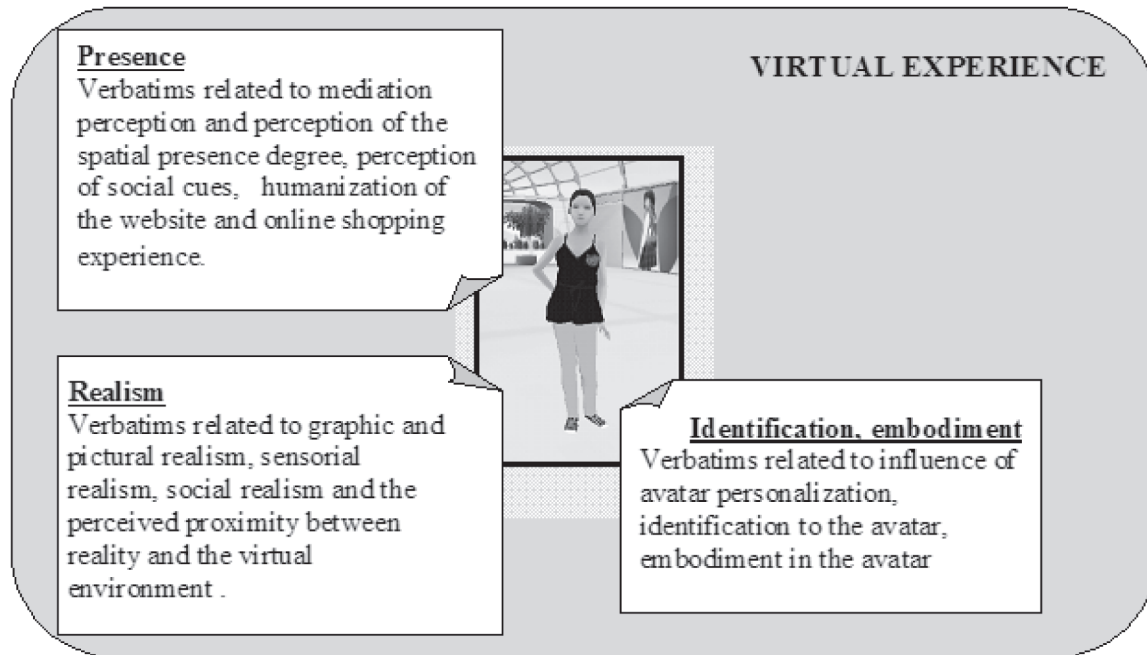 VIRTUAL EXPERIENCE
Presence
Verbatims related to mediation
perception and perception of the
spatial presence degree, perception
of social cues, humanization of
the website and online shopping
experience.
Realism
Verbatims related to graphic and
pictural realism, sensorial
realism, social realism and the
perceived proximity between
reality and the virtual
environment .
Identification, embodiment
Verbatims related to influence of
avatar personalization,
identification to the avatar,
embodiment in the avatar